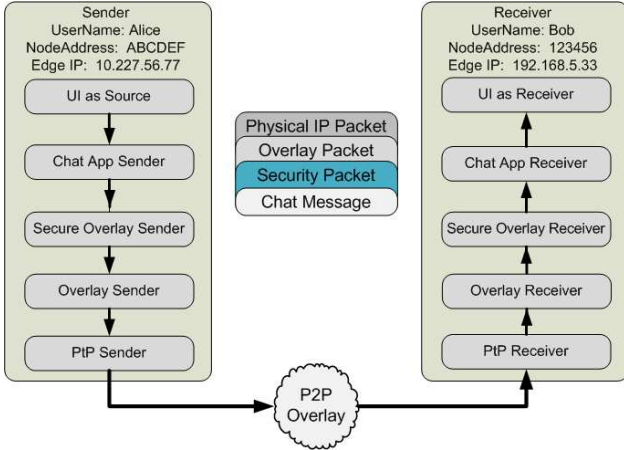 Sender
UserName: Alice
NodeAddress: ABCDEF
Edge IP: 10.227.56.77
UI as Source
Chat App Sender
Secure Overlay Sender
Overlay Sender
PtP Sender
Physical IP Packet
Overlay Packet
Security Packet
Chat Message
P2P
Overlay
Receiver
UserName: Bob
NodeAddress: 123456
Edge IP: 192.168.5.33
UI as Receiver
Chat App Receiver
Secure Overlay Receiver
Overlay Receiver
PtP Receiver